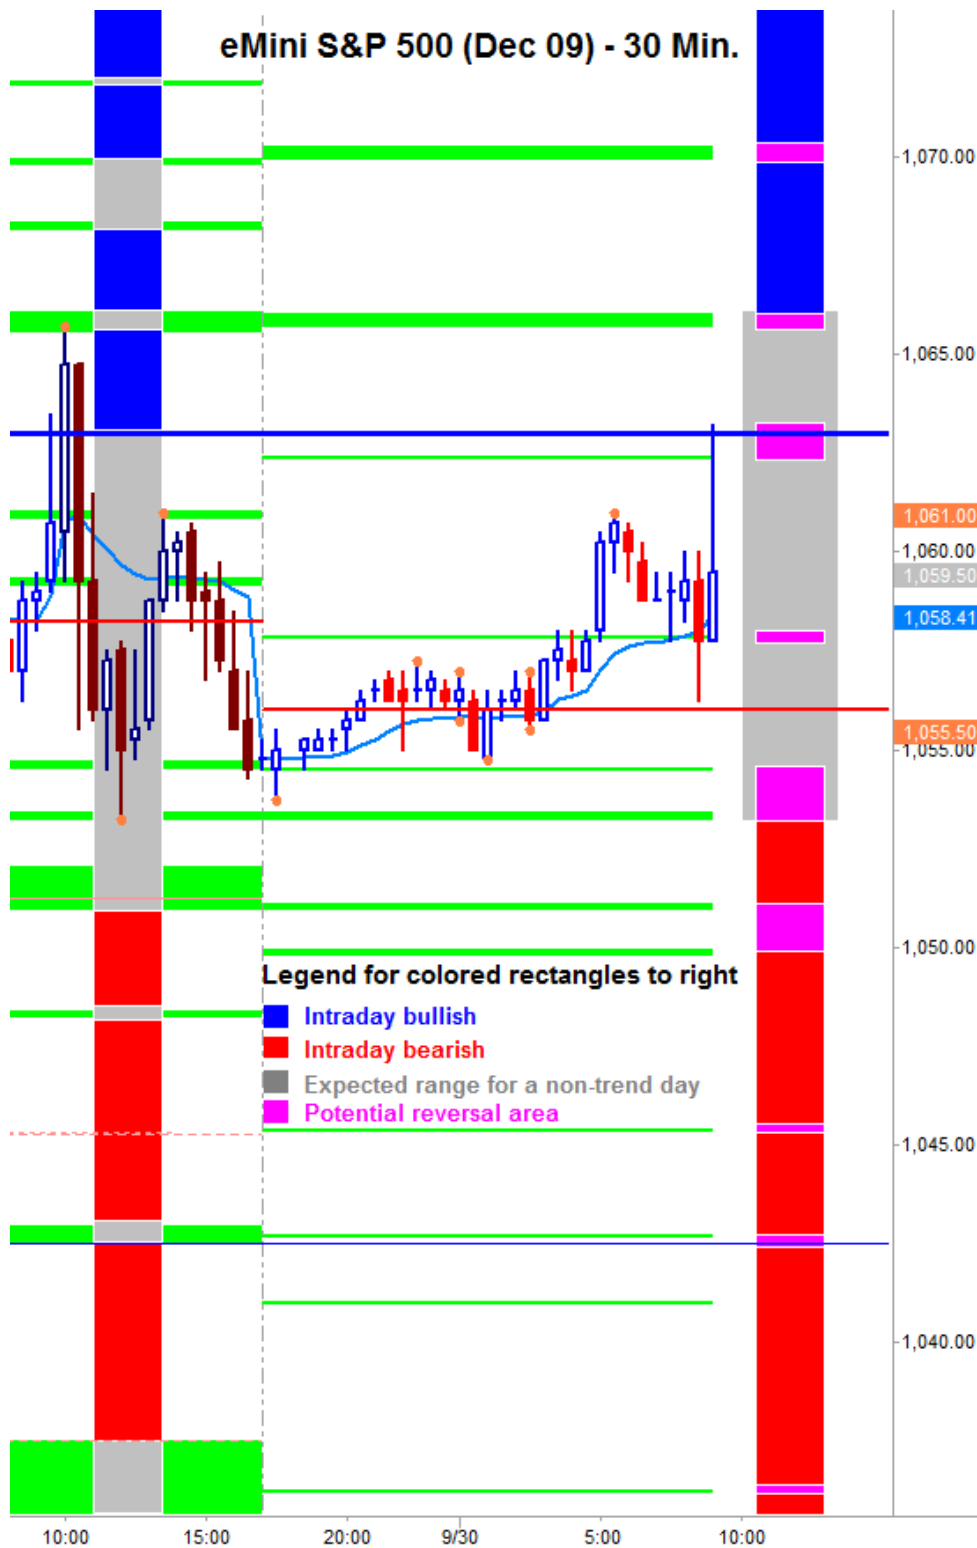 eMini S&P 500 (Dec 09) - 30 Min.
1,070.00
1,065.00
1,061.00
1,060.00
1,059.50
1,058.41
1,055.50
1,055.00
1,050.00
Legend for colored rectangles to right
Intraday bullish
Intraday bearish
Expected range for a non-trend day
Potential reversal area
1,045.00
1,040.00
10:00 15:00 20:00 9/30 5:00 10:00